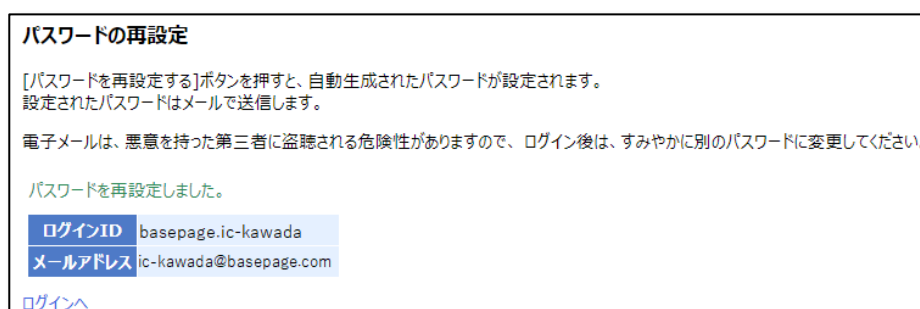 パスワードの再設定
[パスワードを再設定する]ボタンを押すと、自動生成されたパスワードが設定されます。
設定されたパスワードはメールで送信します。
電子メールは、悪意を持った第三者に盗聴される危険性がありますので、ログイン後は、すみやかに別のパスワードに変更してください。
パスワードを再設定しました。
ログインID basepage.ic-kawada
メールアドレス ic-kawada@basepage.com
ログインへ